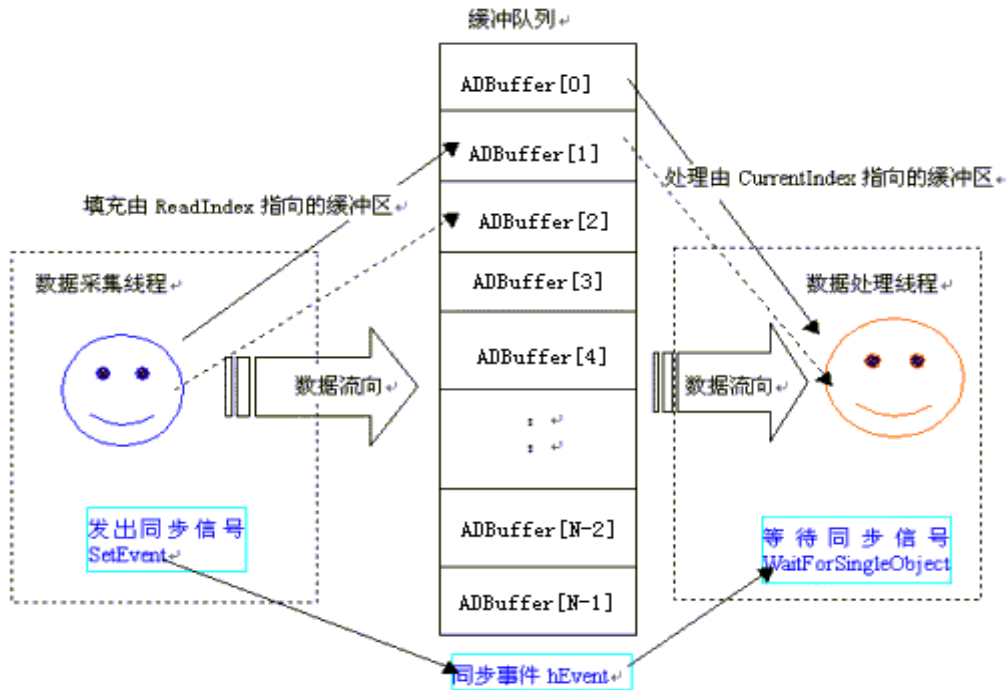 缓冲队列
ADBuffer[0]
ADBuffer[1]
处理由 CurrentIndex 指向的缓冲区
填充由 ReadIndex 指向的缓冲区
ADBuffer[2]
数据采集线程
ADBuffer[3]
数据处理线程
ADBuffer[4]
数据流向
数据流向
:
:
发出同步信号
SetEvent
ADBuffer[N-2]
等待同步信号
WaitForSingleObject
ADBuffer[N-1]
同步事件 hEvent